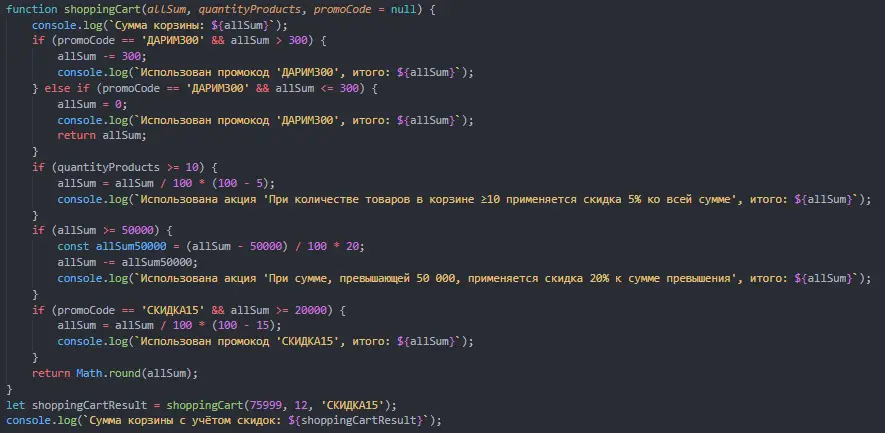 function shoppingCart(allSum, quantityProducts, promoCode = null) {
    console.log(`Сумма корзины: ${allSum}`);
    if (promoCode == 'ДАРИМ300' && allSum > 300) {
        allSum -= 300;
        console.log(`Использован промокод 'ДАРИМ300', итого: ${allSum}`);
    } else if (promoCode == 'ДАРИМ300' && allSum <= 300) {
        allSum = 0;
        console.log(`Использован промокод 'ДАРИМ300', итого: ${allSum}`);
        return allSum;
    }
    if (quantityProducts >= 10) {
        allSum = allSum / 100 * (100 - 5);
        console.log(`Использована акция 'При количестве товаров в корзине ≥10 применяется скидка 5% ко всей сумме', итого: ${allSum}`);
    }
    if (allSum >= 50000) {
        const allSum50000 = (allSum - 50000) / 100 * 20;
        allSum -= allSum50000;
        console.log(`Использована акция 'При сумме, превышающей 50 000, применяется скидка 20% к сумме превышения', итого: ${allSum}`);
    }
    if (promoCode == 'СКИДКА15' && allSum >= 20000) {
        allSum = allSum / 100 * (100 - 15);
        console.log(`Использован промокод 'СКИДКА15', итого: ${allSum}`);
    }
    return Math.round(allSum);
}
let shoppingCartResult = shoppingCart(75999, 12, 'СКИДКА15');
console.log(`Сумма корзины с учётом скидок: ${shoppingCartResult}`);